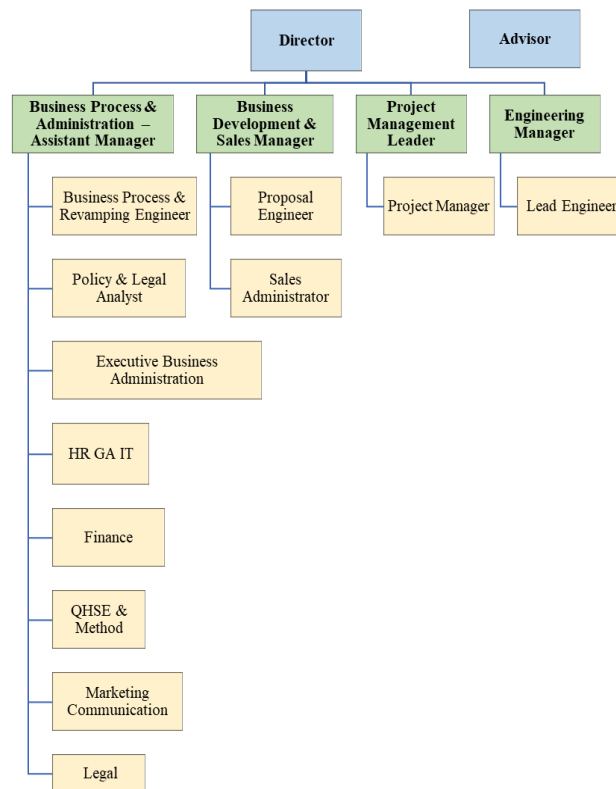 Director
Advisor
Business Process &
Administration –
Assistant Manager
Business
Development &
Sales Manager
Project
Management
Leader
Engineering
Manager
Business Process &
Revamping Engineer
Proposal
Engineer
Project Manager
Lead Engineer
Policy & Legal
Analyst
Sales
Administrator
Executive Business
Administration
HR GA IT
Finance
QHSE &
Method
Marketing
Communication
Legal